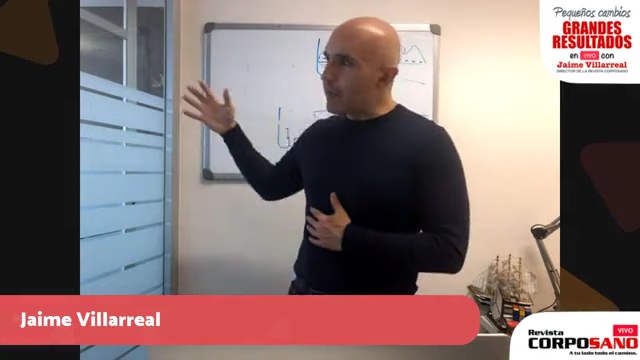 Pequeños cambios
GRANDES
RESULTADOS
en VIVO con
Jaime Villarreal
DIRECTOR DE LA REVISTA CORPOSANO
Jaime Villarreal
Revista
VIVO
CORPOSANO
A tu lado todo el camino.